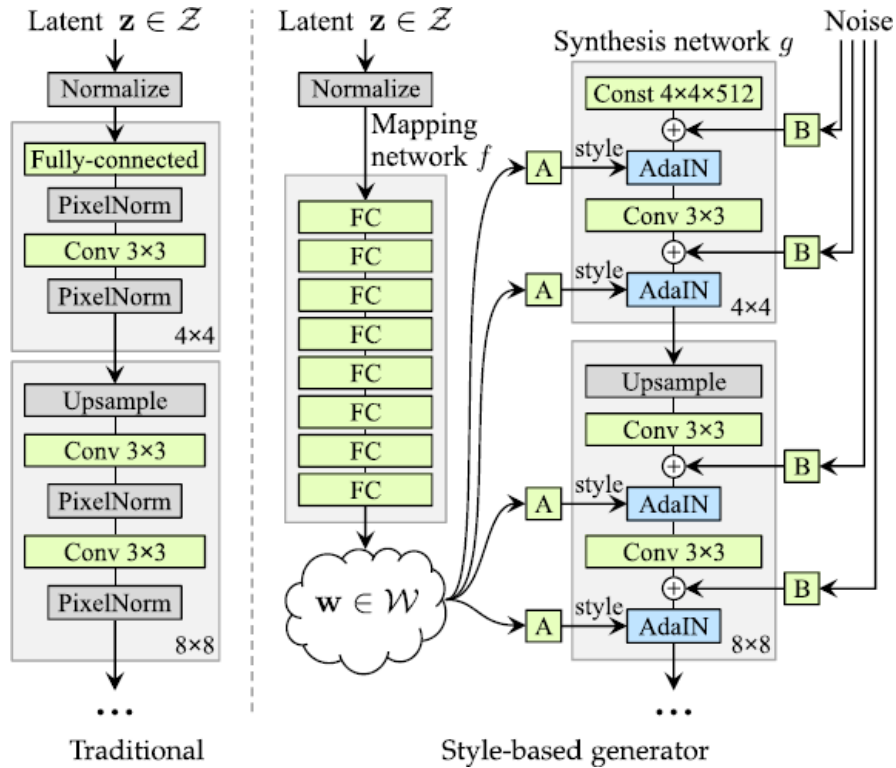 Latent z ∈ 𝒵
Normalize
Fully-connected
PixelNorm
Conv 3×3
PixelNorm
4×4
Upsample
Conv 3×3
PixelNorm
Conv 3×3
PixelNorm
8×8
...
Traditional
Latent z ∈ 𝒵
Normalize
Mapping
network f
FC
FC
FC
FC
FC
FC
FC
FC
w ∈ 𝒲
Synthesis network g
Noise
Const 4×4×512
B
A
style
AdaIN
Conv 3×3
B
A
style
AdaIN
4×4
Upsample
Conv 3×3
B
A
style
AdaIN
Conv 3×3
B
A
style
AdaIN
8×8
...
Style-based generator